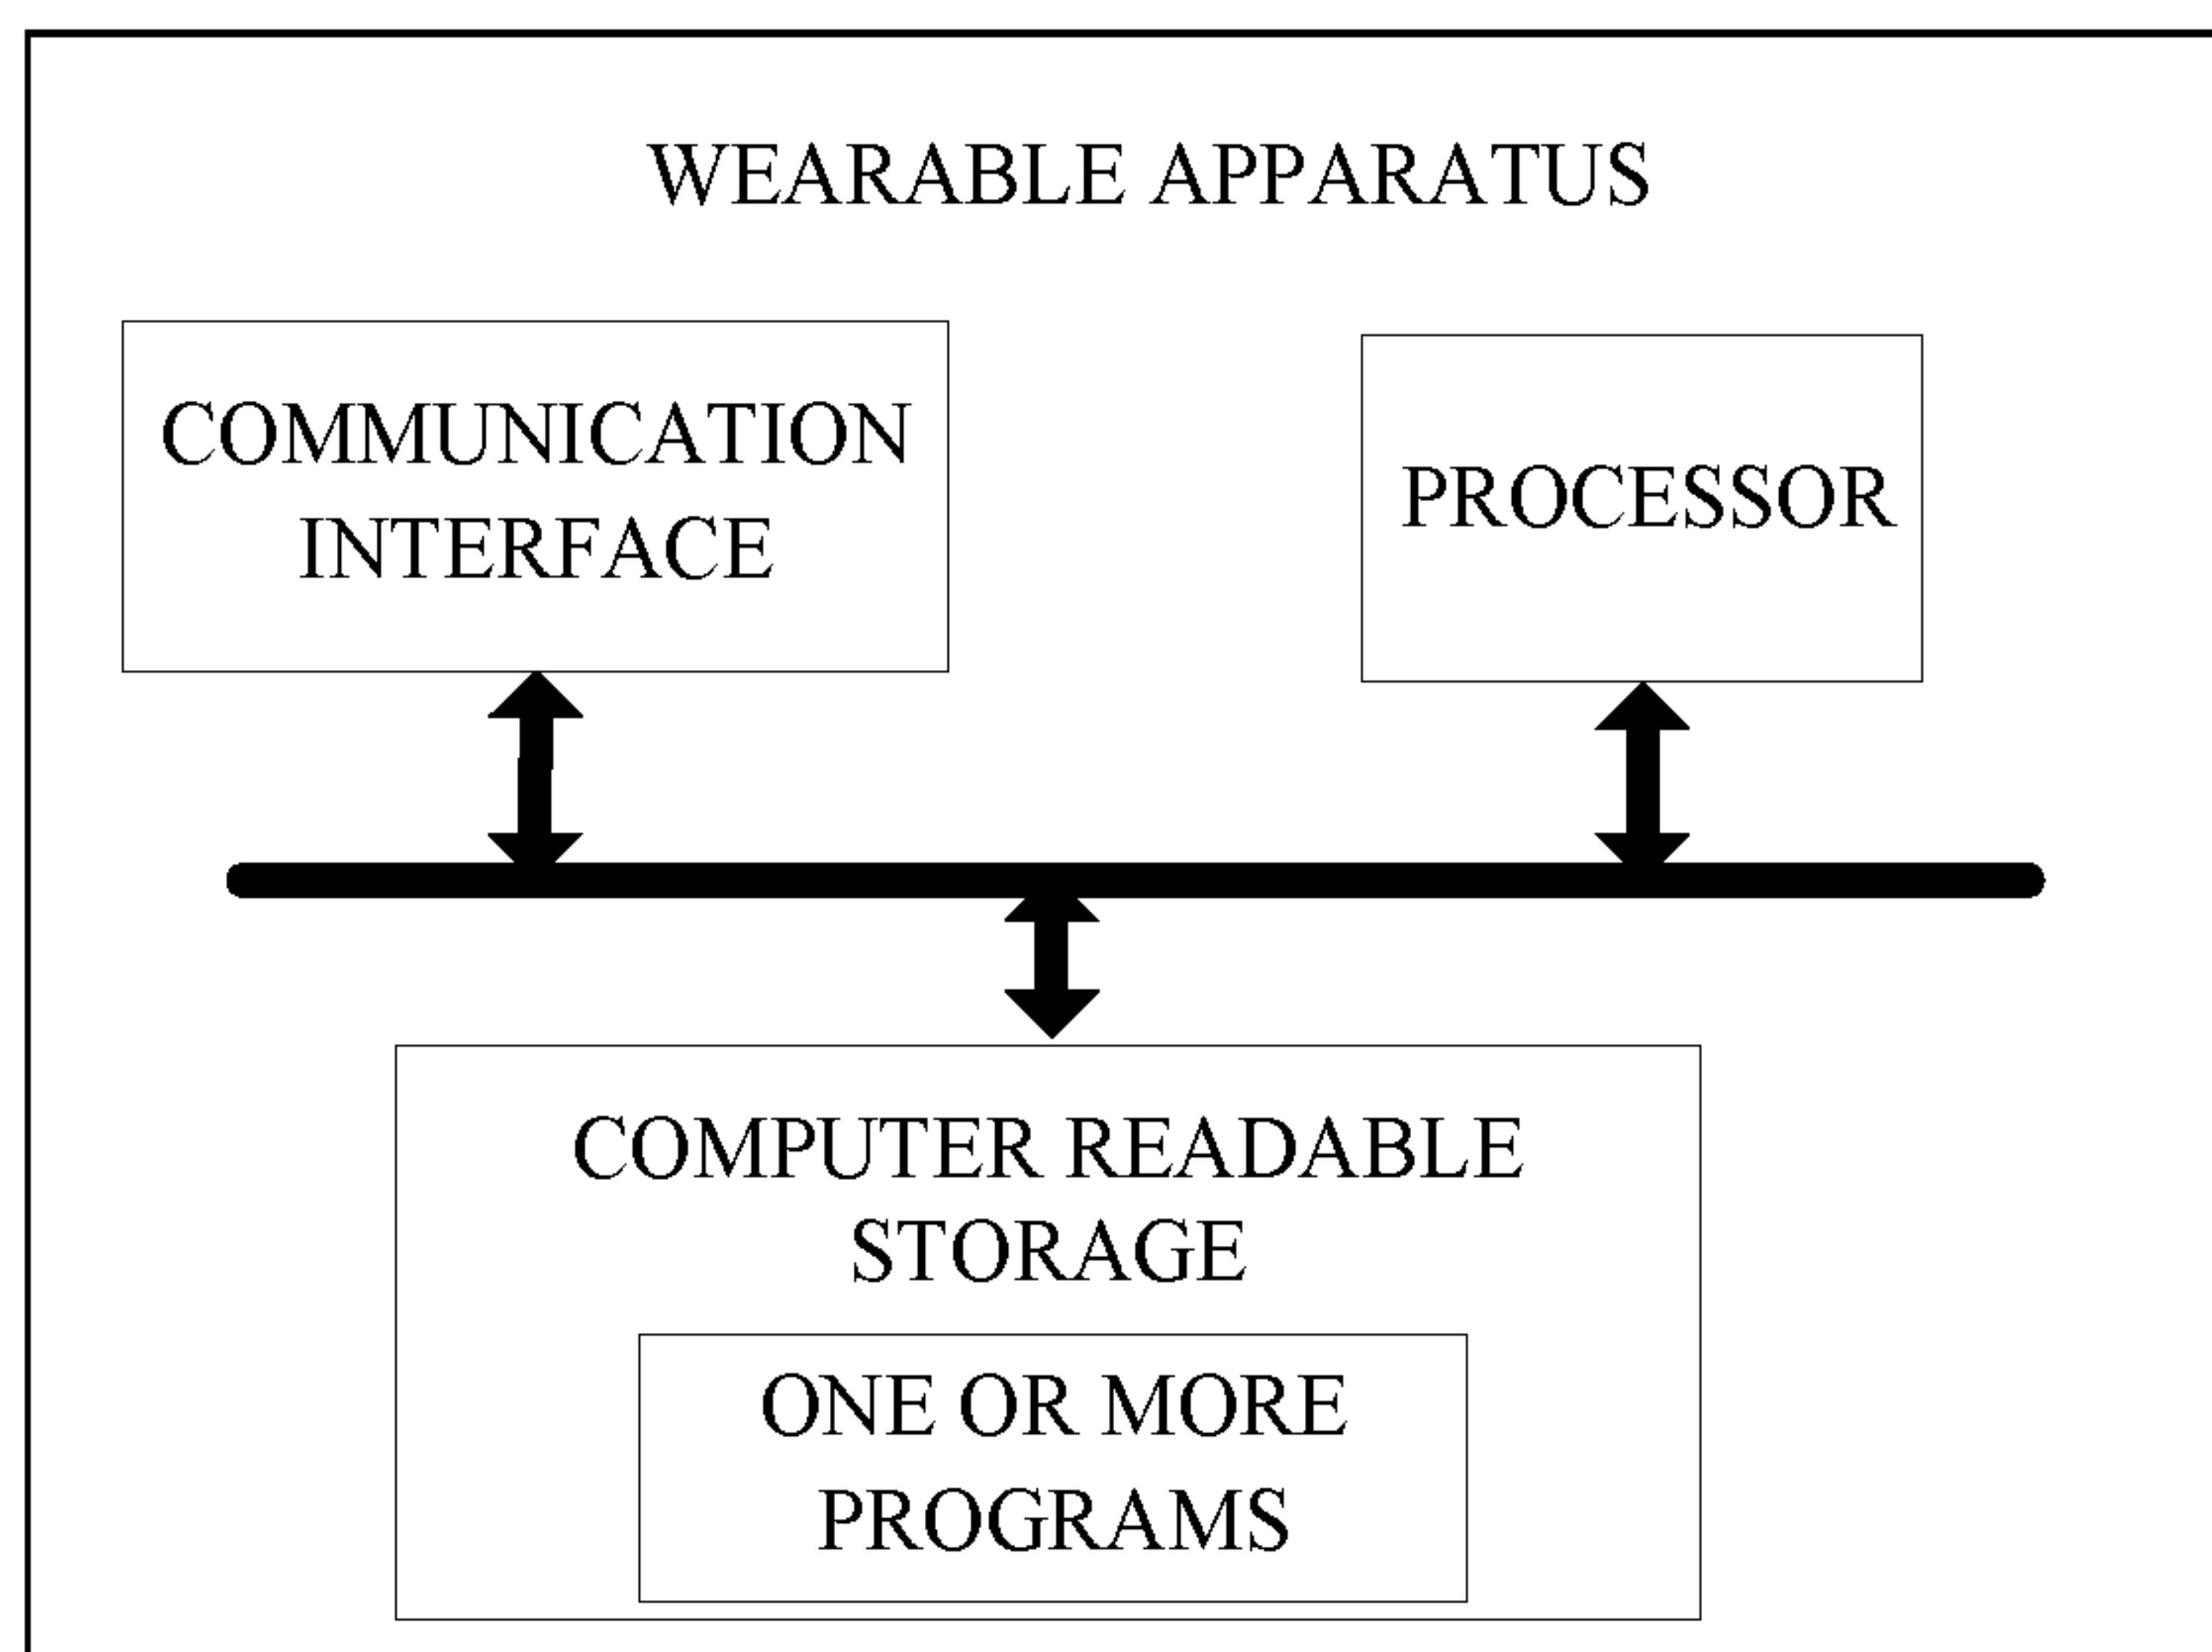 WEARABLE APPARATUS
COMMUNICATION
INTERFACE
PROCESSOR
COMPUTER READABLE
STORAGE
ONE OR MORE
PROGRAMS